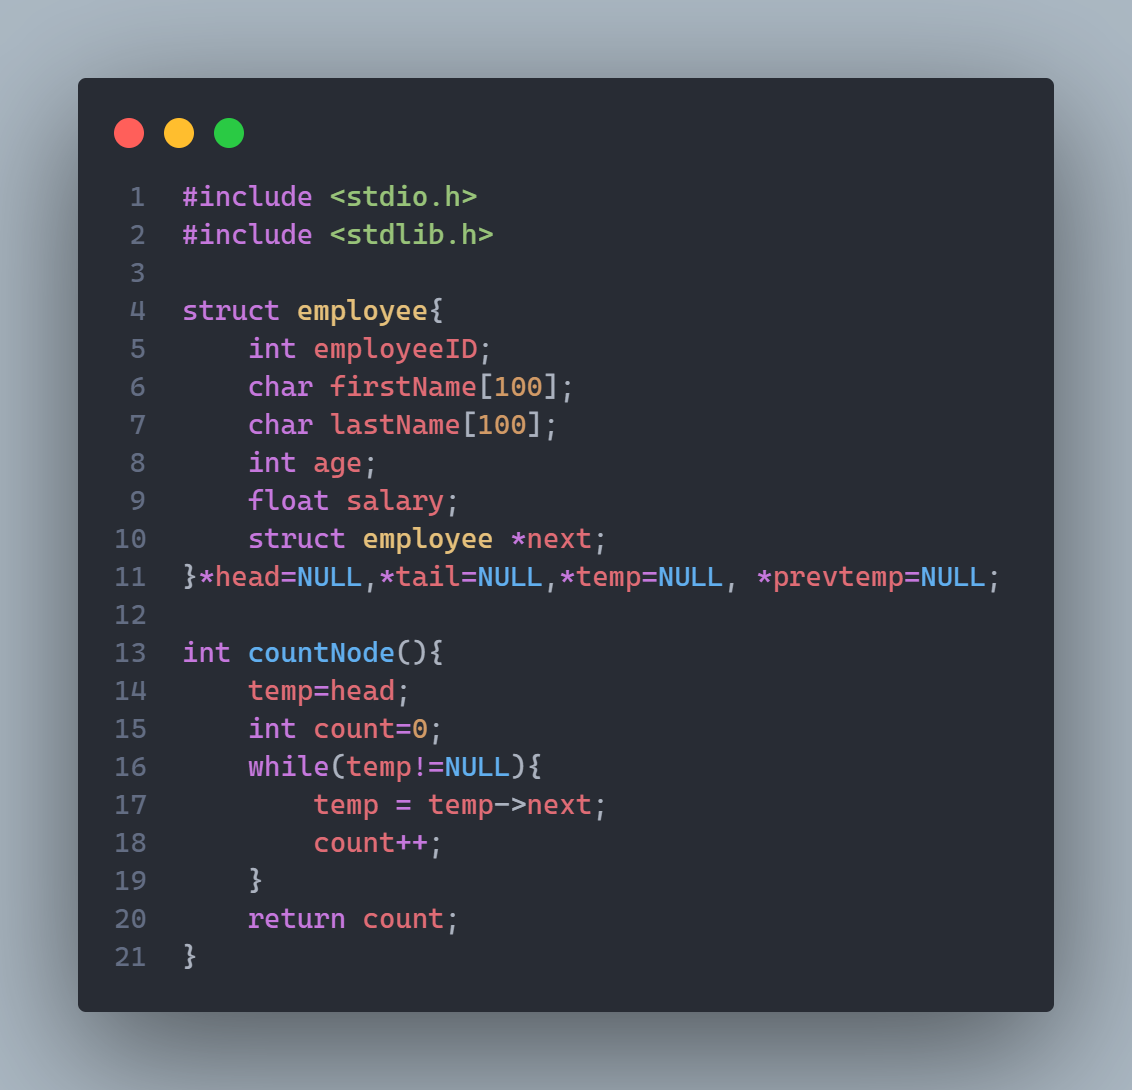 1 #include <stdio.h>
2 #include <stdlib.h>
3
4 struct employee{
5     int employeeID;
6     char firstName[100];
7     char lastName[100];
8     int age;
9     float salary;
10     struct employee *next;
11 }*head=NULL,*tail=NULL,*temp=NULL, *prevtemp=NULL;
12
13 int countNode(){
14     temp=head;
15     int count=0;
16     while(temp!=NULL){
17         temp = temp->next;
18         count++;
19     }
20     return count;
21 }